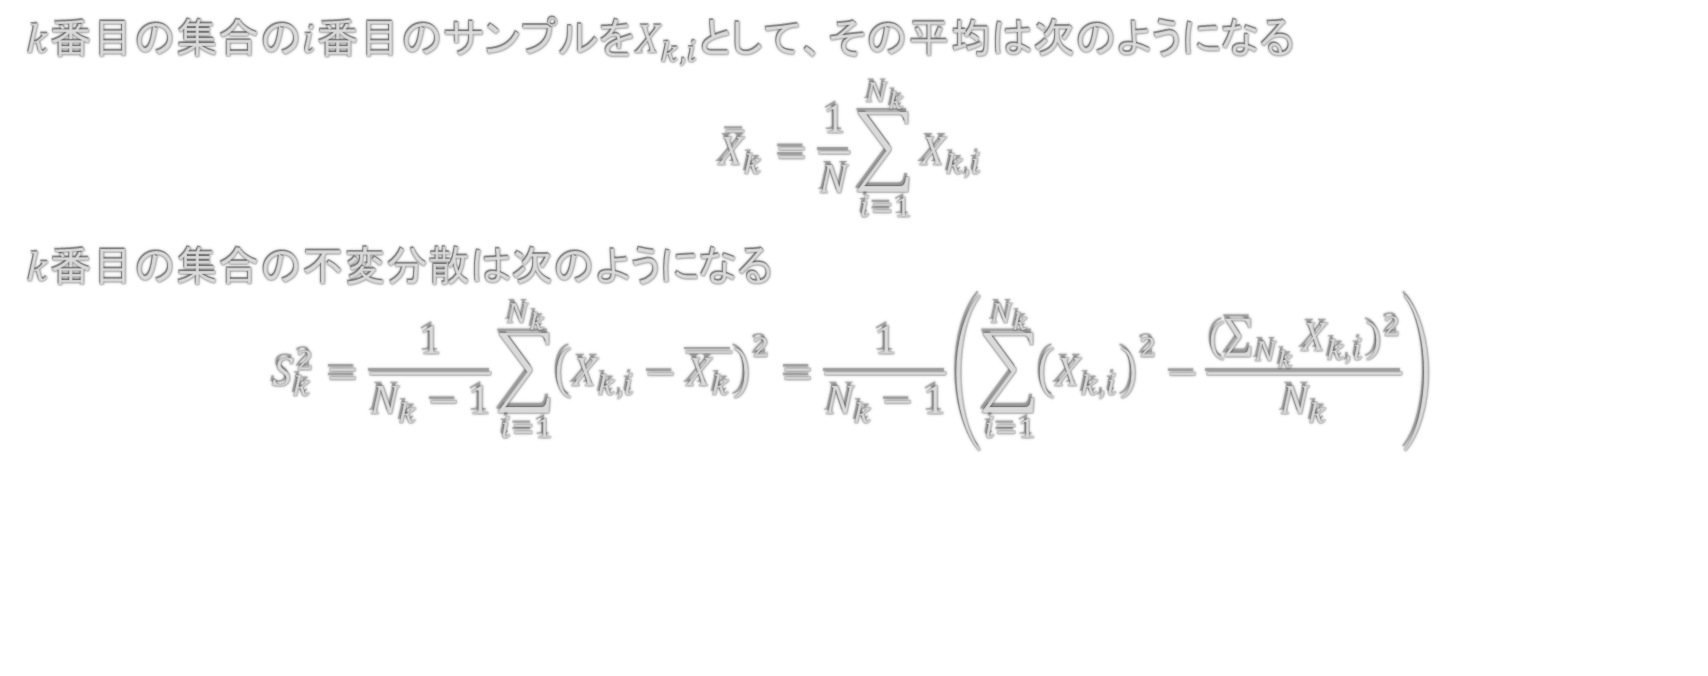 k番目の集合のi番目のサンプルをX_{k,i}として、その平均は次のようになる
\bar{X}_k = \frac{1}{N} \sum_{i=1}^{N_k} X_{k,i}
k番目の集合の不変分散は次のようになる
S_k^2 = \frac{1}{N_k - 1} \sum_{i=1}^{N_k} (X_{k,i} - \overline{X_k})^2 = \frac{1}{N_k - 1} \left( \sum_{i=1}^{N_k} (X_{k,i})^2 - \frac{(\sum_{N_k} X_{k,i})^2}{N_k} \right)